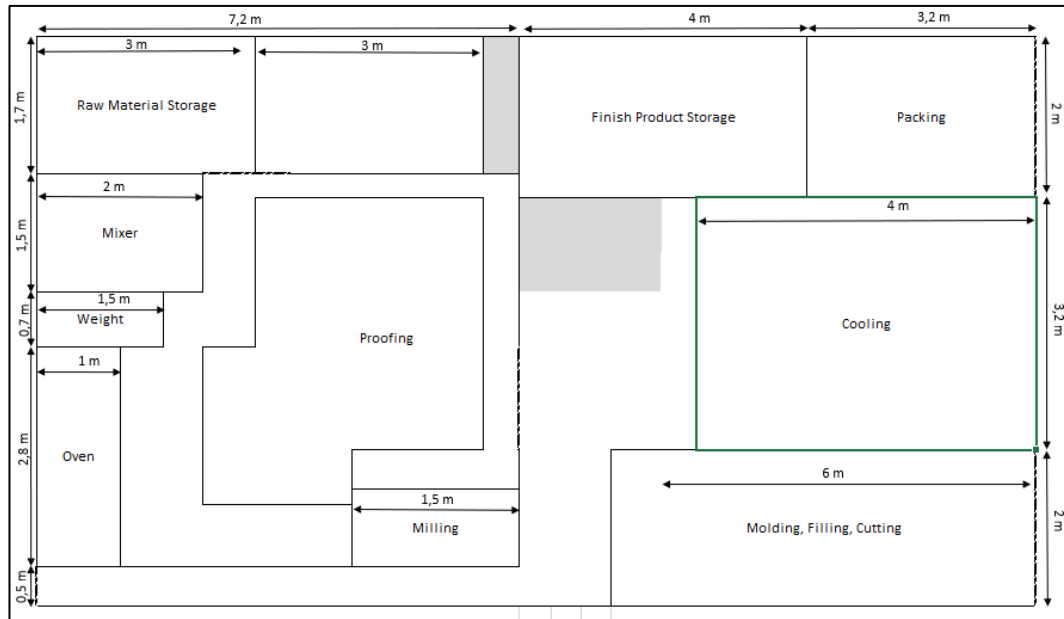 7,2 m
4 m
3,2 m
3 m
3 m
1,7 m
Raw Material Storage
Finish Product Storage
Packing
2 m
2 m
4 m
1,5 m
Mixer
1,5 m
0,7 m
Weight
3,2 m
Cooling
Proofing
1 m
2,8 m
Oven
6 m
1,5 m
Milling
Molding, Filling, Cutting
2 m
0,5 m